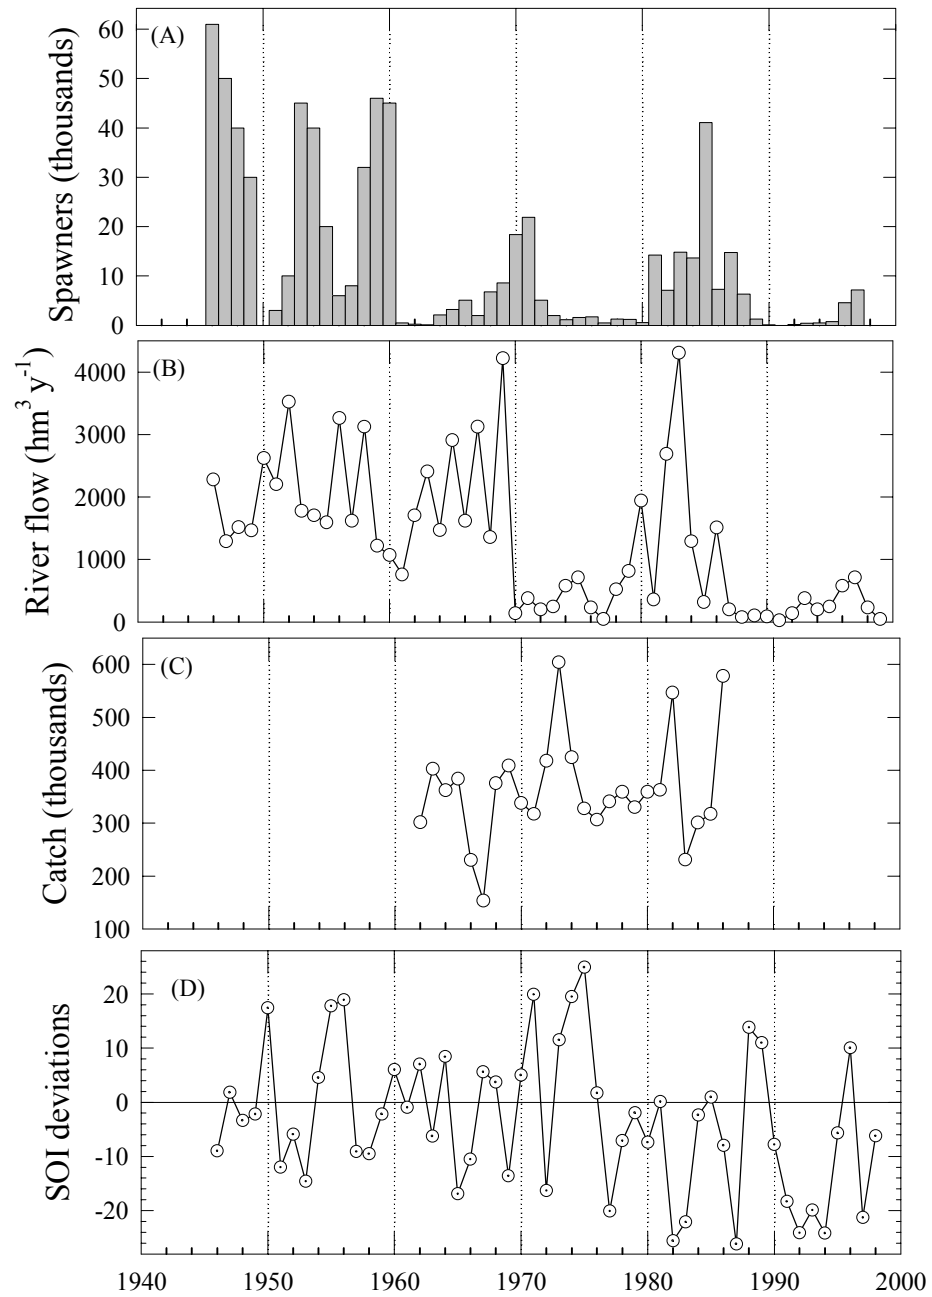 (A)
Spawners (thousands)
60
50
40
30
20
10
0
(B)
River flow (hm³ y⁻¹)
4000
3000
2000
1000
0
(C)
Catch (thousands)
600
500
400
300
200
100
(D)
SOI deviations
20
10
0
-10
-20
1940 1950 1960 1970 1980 1990 2000